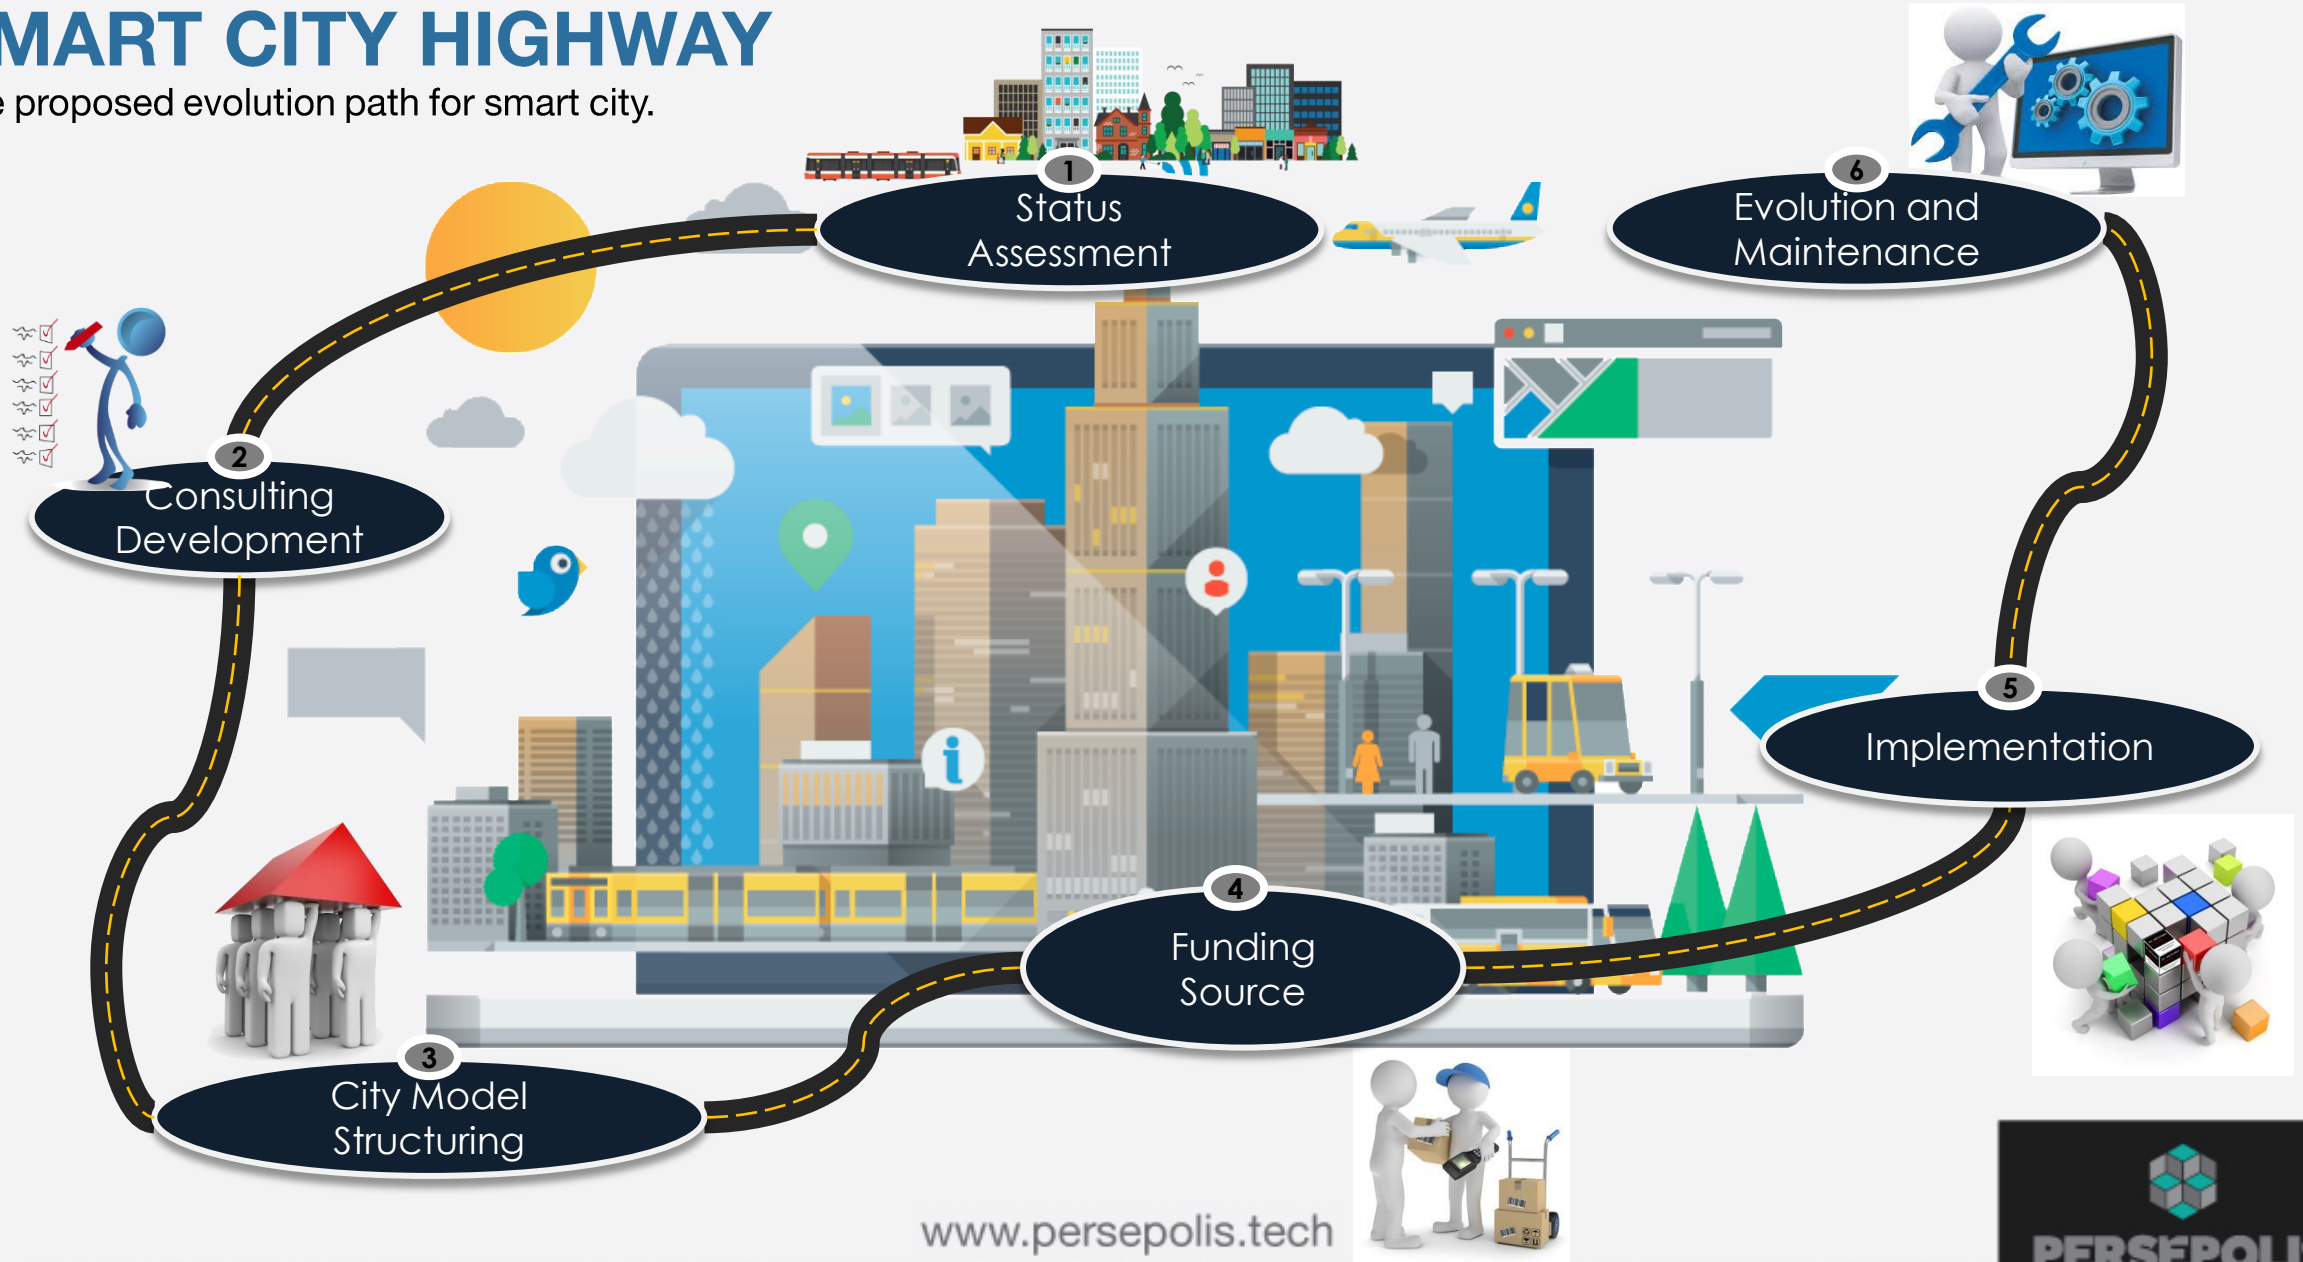 MART CITY HIGHWAY
e proposed evolution path for smart city.
1
Status
Assessment
6
Evolution and
Maintenance
2
Consulting
Development
5
Implementation
4
Funding
Source
3
City Model
Structuring
www.persepolis.tech
PERSEPOLIS